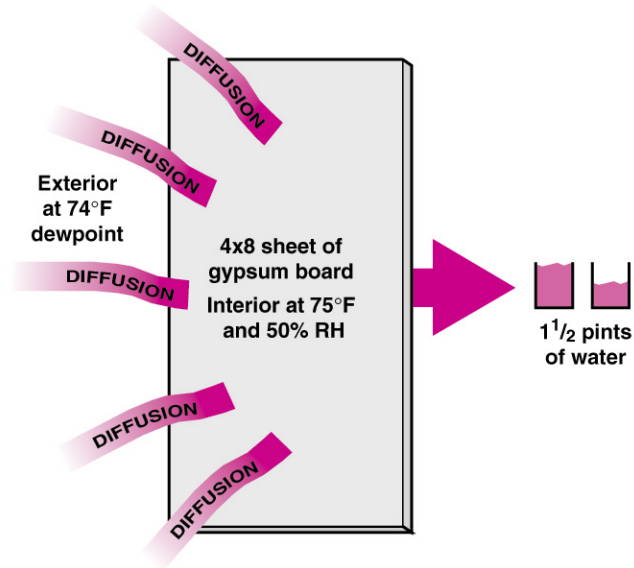 DIFFUSION
DIFFUSION
Exterior
at 74°F
dewpoint
DIFFUSION
4x8 sheet of
gypsum board
Interior at 75°F
and 50% RH
1 1/2 pints
of water
DIFFUSION
DIFFUSION